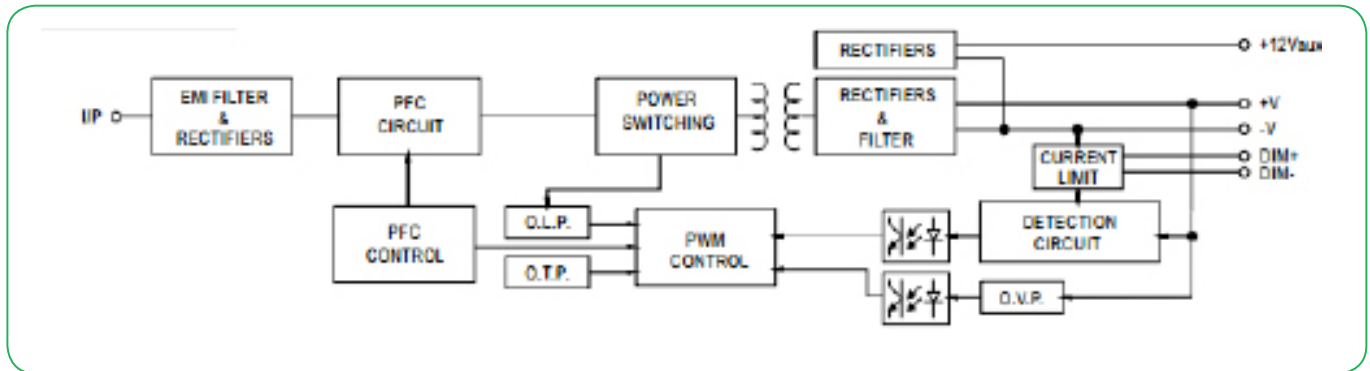 RECTIFIERS
+12Vaux
I/P
EMI FILTER
&
RECTIFIERS
PFC
CIRCUIT
POWER
SWITCHING
RECTIFIERS
&
FILTER
+V
-V
CURRENT
LIMIT
DIM+
DIM-
PFC
CONTROL
O.L.P.
O.T.P.
PWM
CONTROL
DETECTION
CIRCUIT
O.V.P.